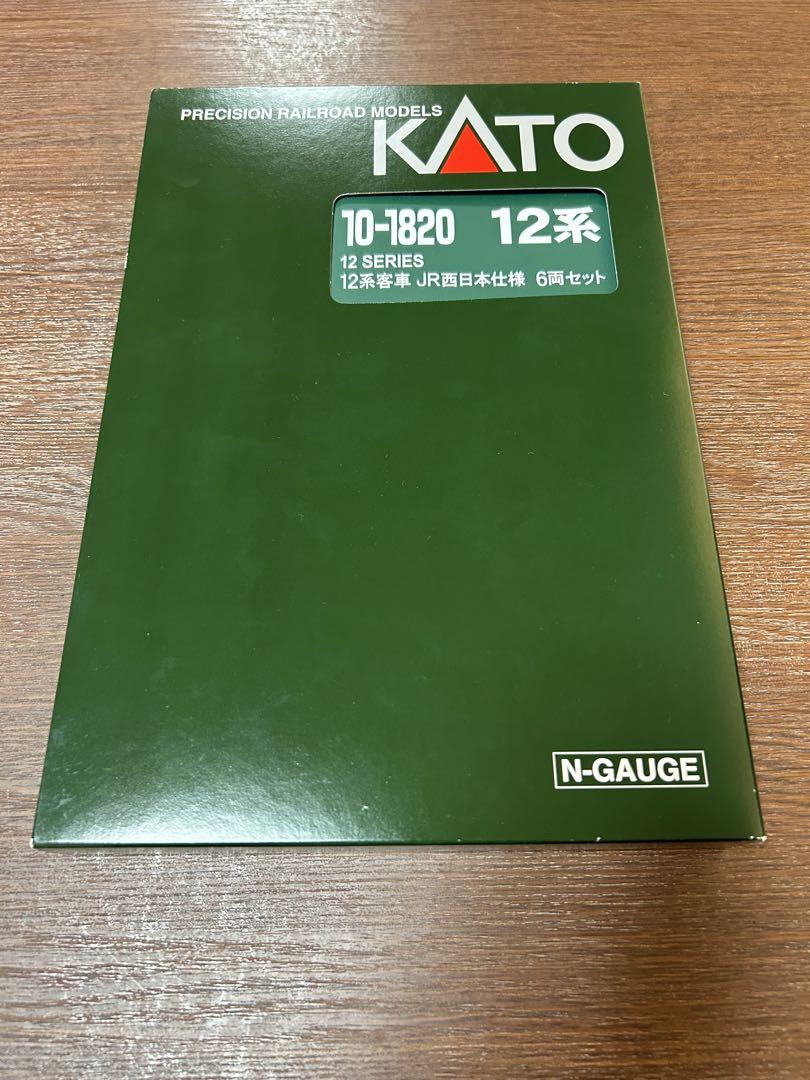 PRECISION RAILROAD MODELS
KATO
10-1820 12系
12 SERIES
12系客車 JR西日本仕様 6両セット
N-GAUGE